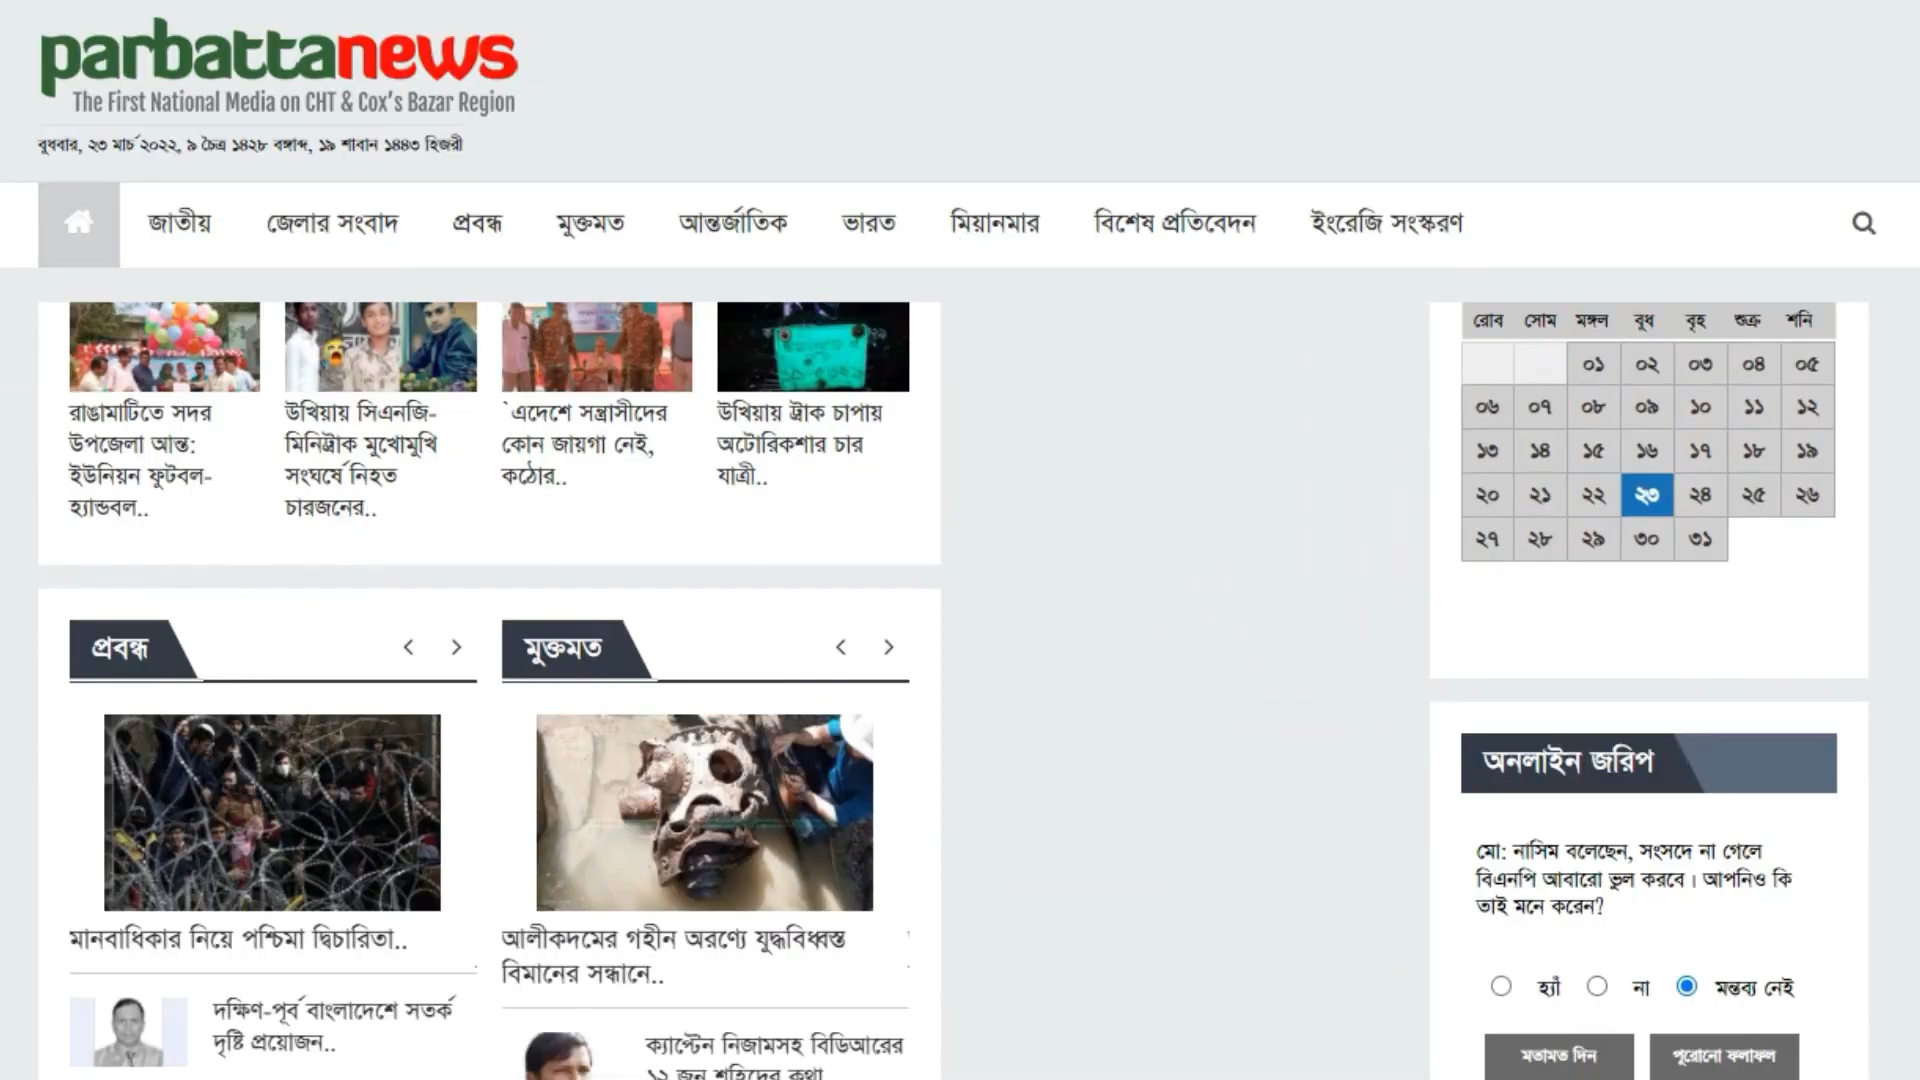 parbattanews
The First National Media on CHT & Cox's Bazar Region
বুধবার, ২৩ মার্চ ২০২২, ৯ চৈত্র ১৪২৮ বঙ্গাব্দ, ১৯ শাবান ১৪৪৩ হিজরী
জাতীয় জেলার সংবাদ প্রবন্ধ মুক্তমত আন্তর্জাতিক ভারত মিয়ানমার বিশেষ প্রতিবেদন ইংরেজি সংস্করণ
রাঙামাটিতে সদর
উপজেলা আন্ত:
ইউনিয়ন ফুটবল-
হ্যান্ডবল..
উখিয়ায় সিএনজি-
মিনিট্রাক মুখোমুখি
সংঘর্ষে নিহত
চারজনের..
`এদেশে সন্ত্রাসীদের
কোন জায়গা নেই,
কঠোর..
উখিয়ায় ট্রাক চাপায়
অটোরিকশার চার
যাত্রী..
রোব সোম মঙ্গল বুধ বৃহ শুক্র শনি
০১ ০২ ০৩ ০৪ ০৫
০৬ ০৭ ০৮ ০৯ ১০ ১১ ১২
১৩ ১৪ ১৫ ১৬ ১৭ ১৮ ১৯
২০ ২১ ২২ ২৩ ২৪ ২৫ ২৬
২৭ ২৮ ২৯ ৩০ ৩১
প্রবন্ধ
মানবাধিকার নিয়ে পশ্চিমা দ্বিচারিতা..
দক্ষিণ-পূর্ব বাংলাদেশে সতর্ক
দৃষ্টি প্রয়োজন..
মুক্তমত
আলীকদমের গহীন অরণ্যে যুদ্ধবিধ্বস্ত
বিমানের সন্ধানে..
ক্যাপ্টেন নিজামসহ বিডিআরের
১২ জন শহিদের কথা
অনলাইন জরিপ
মো: নাসিম বলেছেন, সংসদে না গেলে
বিএনপি আবারো ভুল করবে। আপনিও কি
তাই মনে করেন?
হ্যাঁ না মন্তব্য নেই
মতামত দিন পুরোনো ফলাফল